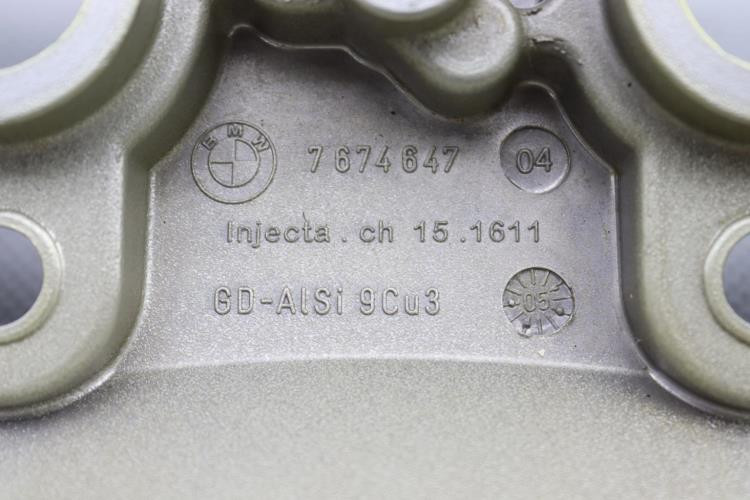 BMW 7674647 04
Injecta.ch 15.1611
GD-AlSi 9Cu3 05